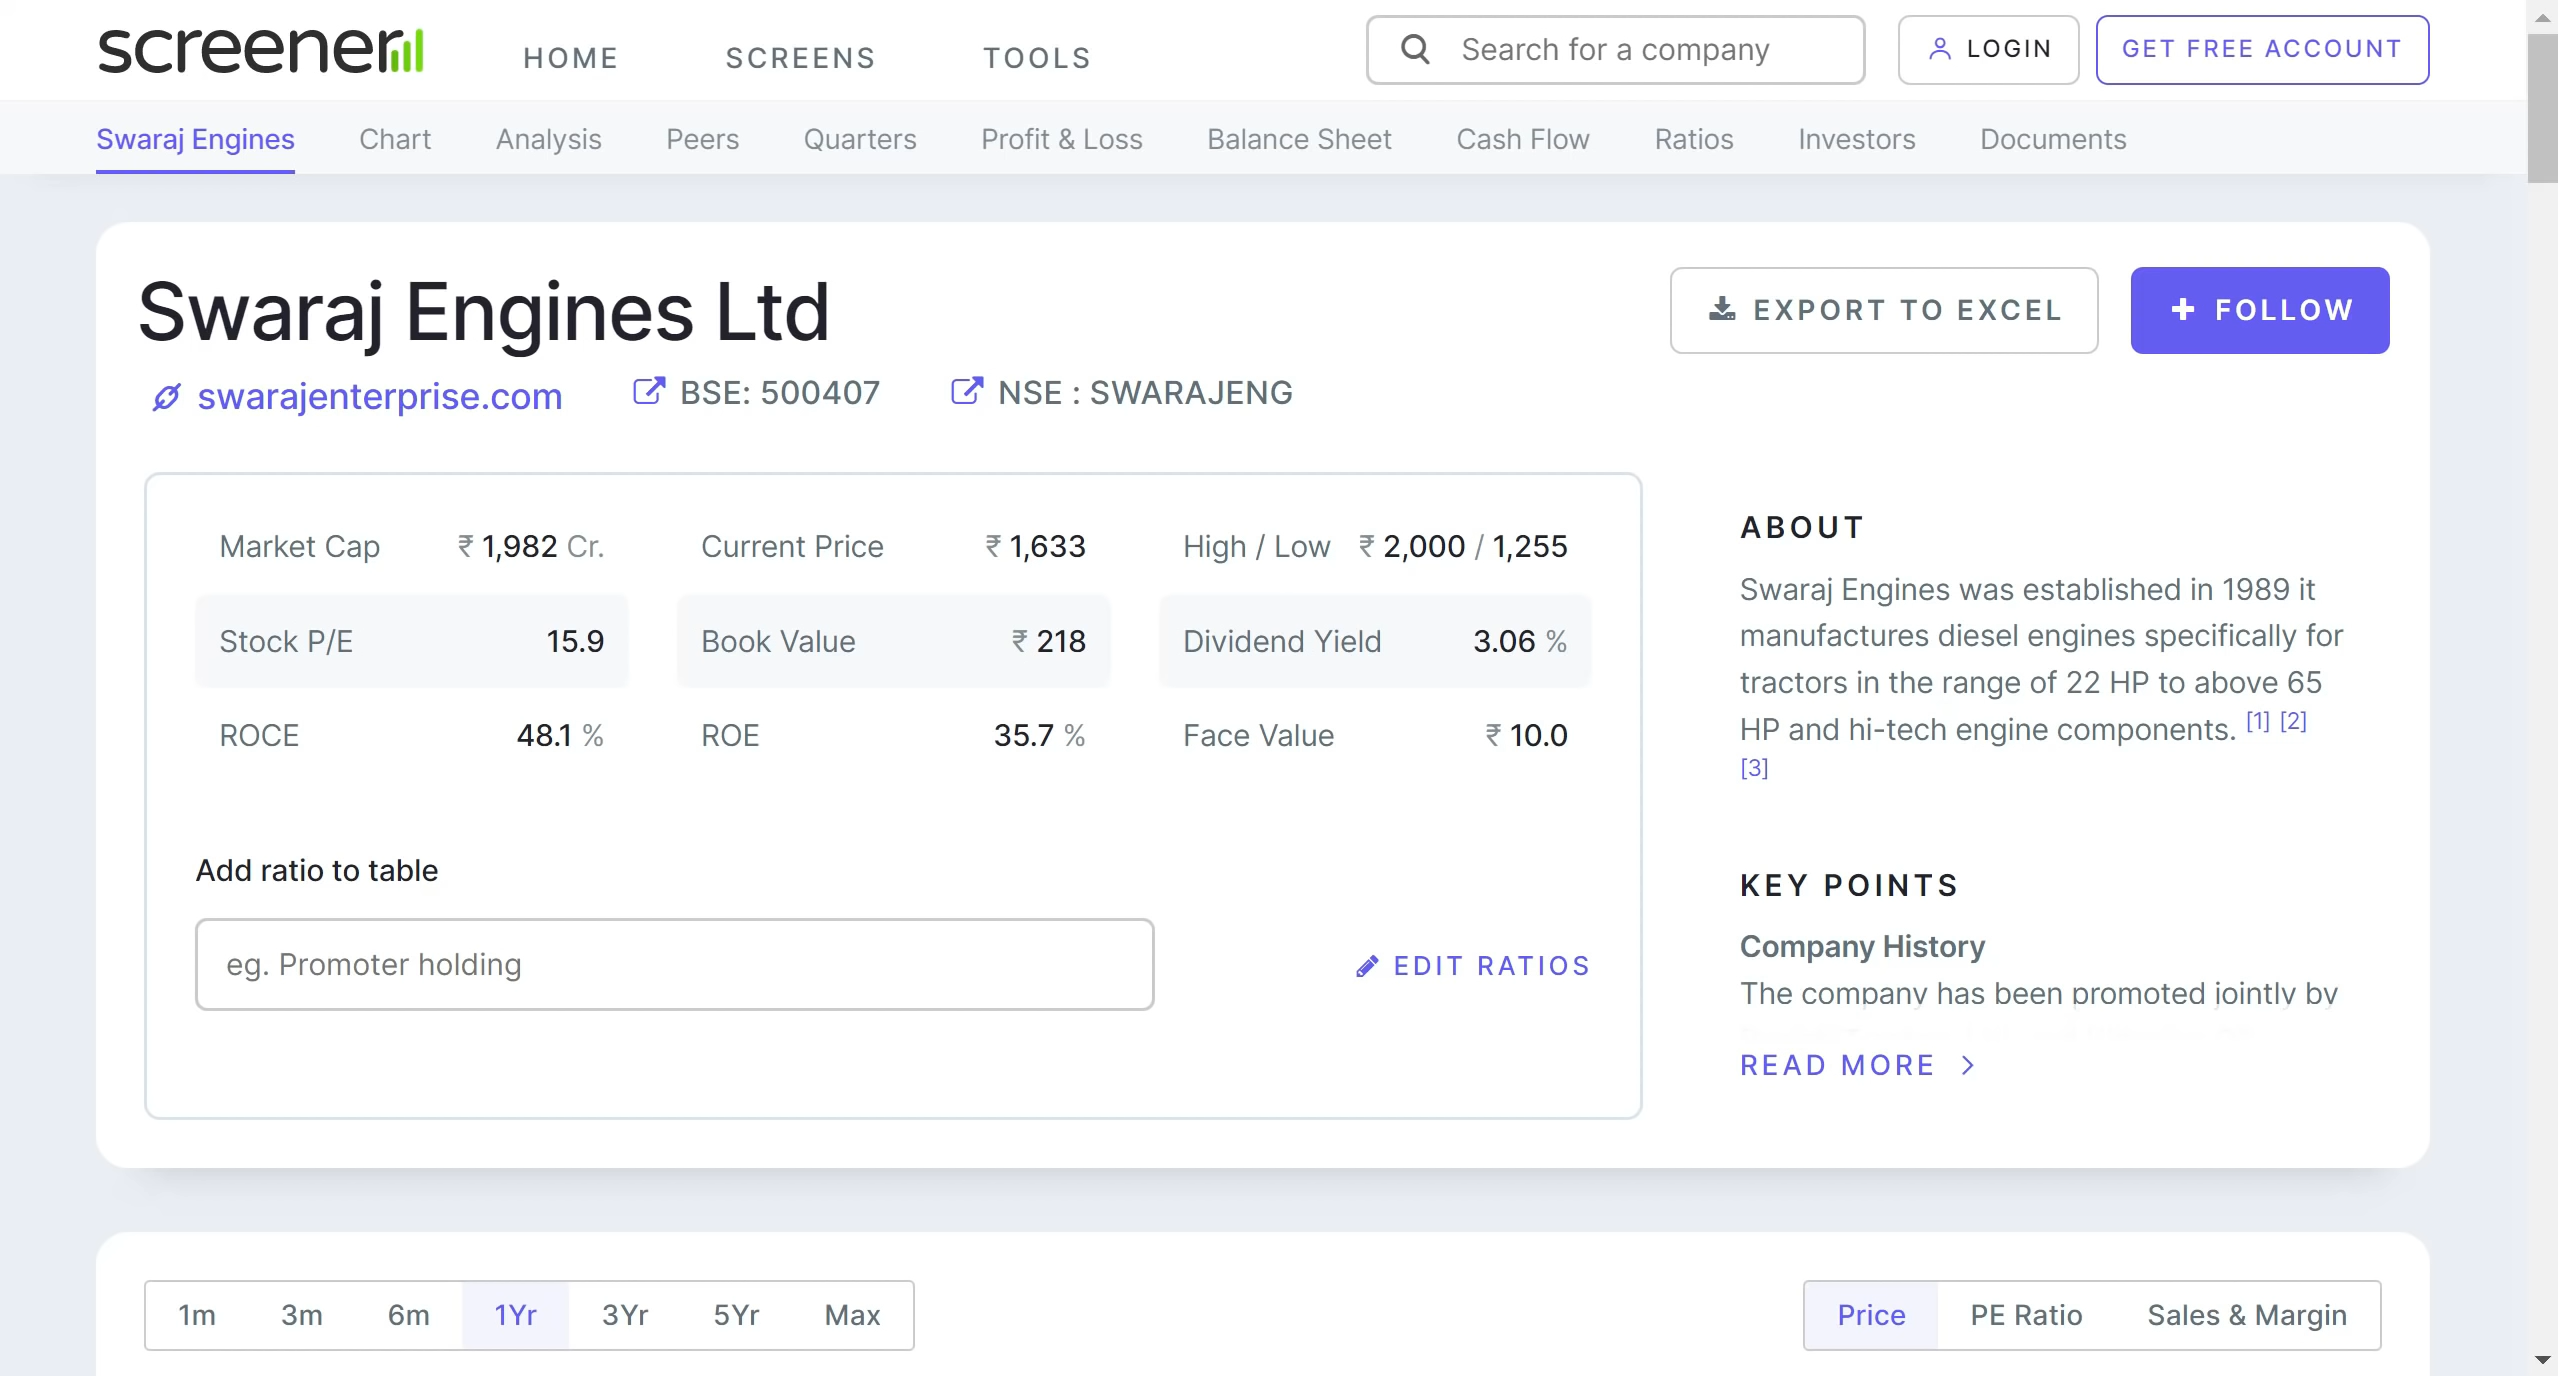 screener
HOME
SCREENS
TOOLS
Search for a company
LOGIN
GET FREE ACCOUNT
Swaraj Engines
Chart
Analysis
Peers
Quarters
Profit & Loss
Balance Sheet
Cash Flow
Ratios
Investors
Documents
Swaraj Engines Ltd
EXPORT TO EXCEL
FOLLOW
swarajenterprise.com
BSE: 500407
NSE : SWARAJENG
Market Cap ₹ 1,982 Cr.
Current Price ₹ 1,633
High / Low ₹ 2,000 / 1,255
Stock P/E 15.9
Book Value ₹ 218
Dividend Yield 3.06 %
ROCE 48.1 %
ROE 35.7 %
Face Value ₹ 10.0
Add ratio to table
eg. Promoter holding
EDIT RATIOS
ABOUT
Swaraj Engines was established in 1989 it
manufactures diesel engines specifically for
tractors in the range of 22 HP to above 65
HP and hi-tech engine components. [1] [2]
[3]
KEY POINTS
Company History
The company has been promoted jointly by
READ MORE
1m
3m
6m
1Yr
3Yr
5Yr
Max
Price
PE Ratio
Sales & Margin